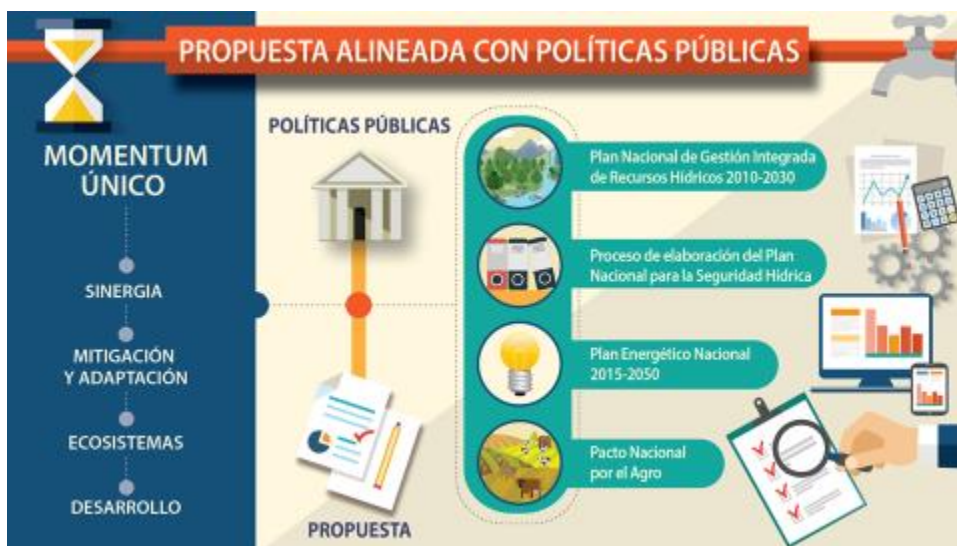 PROPUESTA ALINEADA CON POLÍTICAS PÚBLICAS
MOMENTUM
ÚNICO
SINERGIA
MITIGACIÓN
Y ADAPTACIÓN
ECOSISTEMAS
DESARROLLO
POLÍTICAS PÚBLICAS
PROPUESTA
Plan Nacional de Gestión Integrada
de Recursos Hídricos 2010-2030
Proceso de elaboración del Plan
Nacional para la Seguridad Hídrica
Plan Energético Nacional
2015-2050
Pacto Nacional
por el Agro